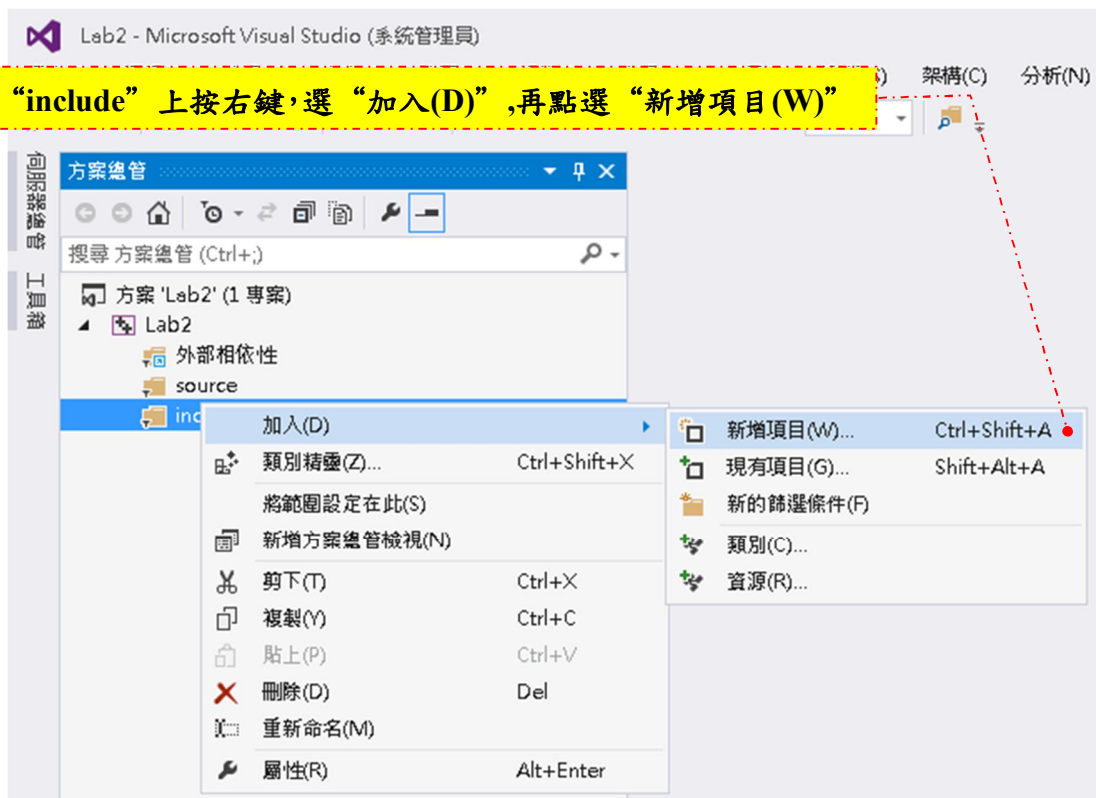 Lab2 - Microsoft Visual Studio (系統管理員)
架構(C) 分析(N)
“include”上按右鍵,選“加入(D)”,再點選“新增項目(W)”
伺服器總管
工具箱
方案總管
搜尋 方案總管 (Ctrl+;)
方案 'Lab2' (1 專案)
Lab2
外部相依性
source
inc
加入(D)
類別精靈(Z)... Ctrl+Shift+X
將範圍設定在此(S)
新增方案總管檢視(N)
剪下(T) Ctrl+X
複製(Y) Ctrl+C
貼上(P) Ctrl+V
刪除(D) Del
重新命名(M)
屬性(R) Alt+Enter
新增項目(W)... Ctrl+Shift+A
現有項目(G)... Shift+Alt+A
新的篩選條件(F)
類別(C)...
資源(R)...